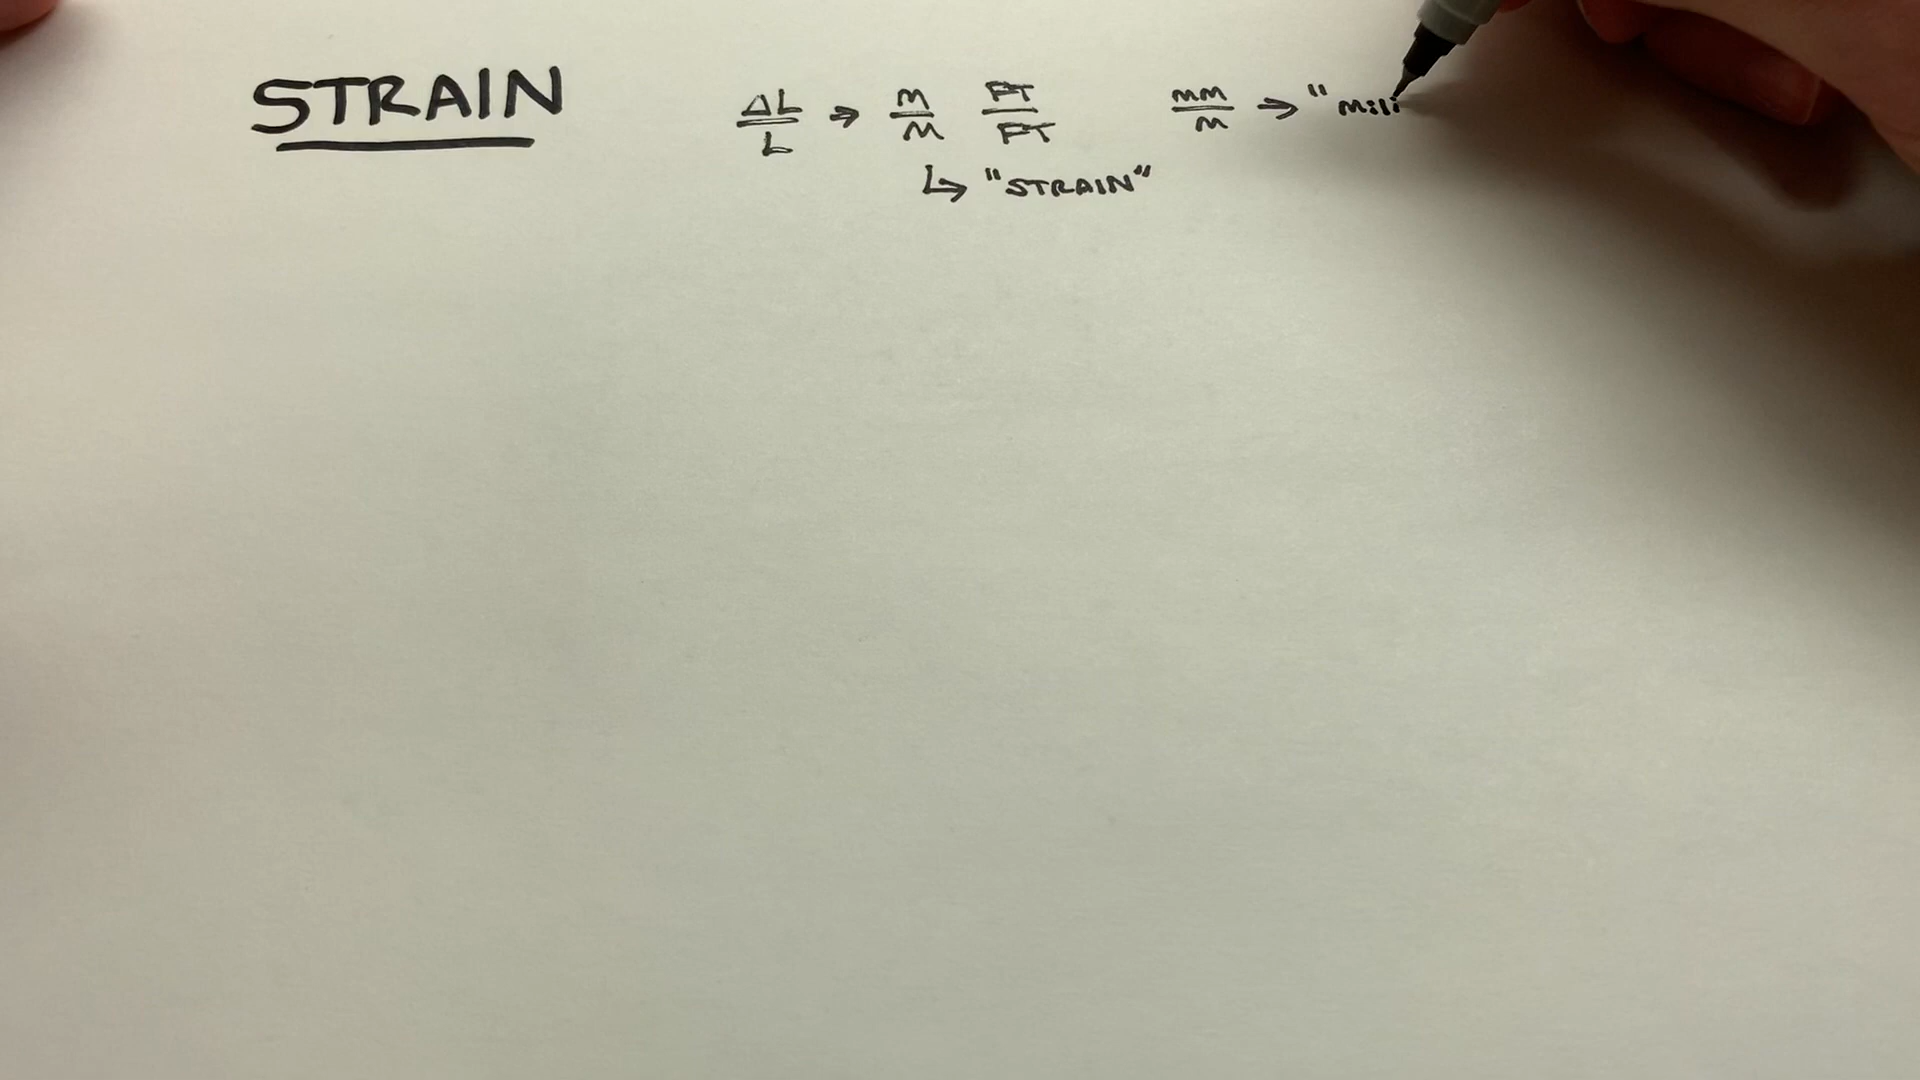 STRAIN
ΔL/L → M/M FT/FT MM/M → "Mili
↳ "STRAIN"